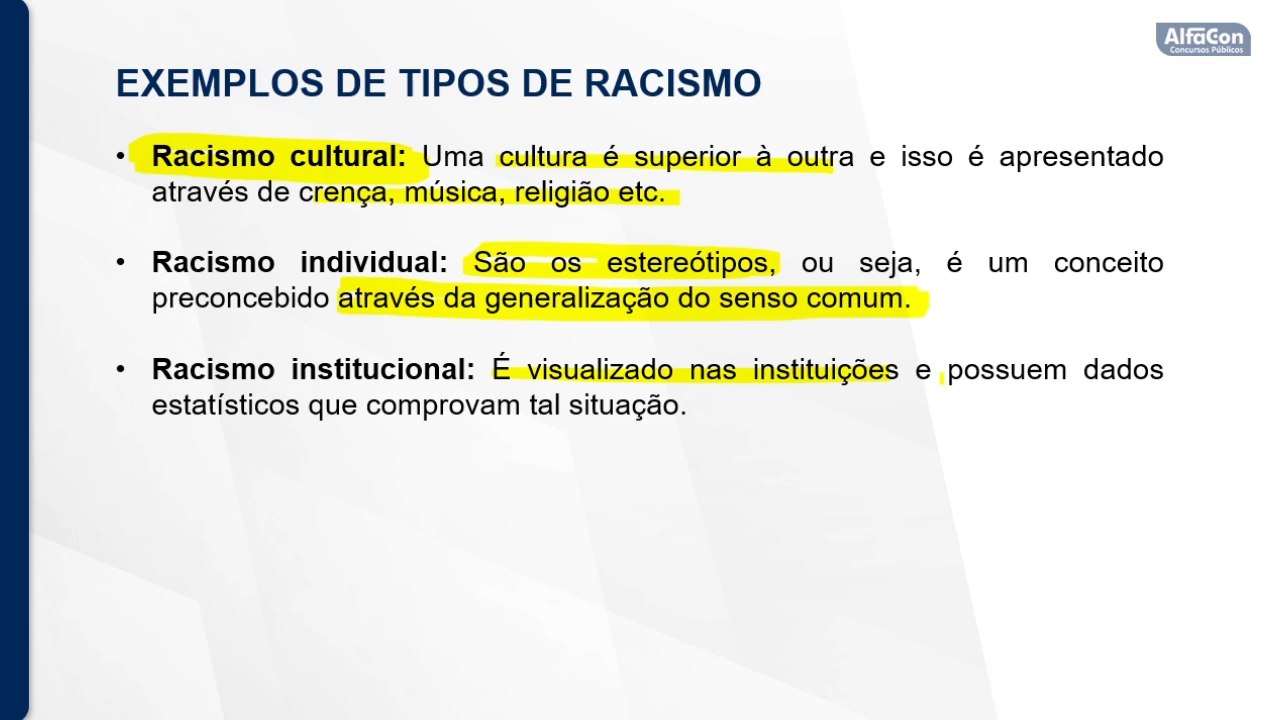 AlfaCon
Concursos Públicos
EXEMPLOS DE TIPOS DE RACISMO
• Racismo cultural: Uma cultura é superior à outra e isso é apresentado
através de crença, música, religião etc.
• Racismo individual: São os estereótipos, ou seja, é um conceito
preconcebido através da generalização do senso comum.
• Racismo institucional: É visualizado nas instituições e possuem dados
estatísticos que comprovam tal situação.